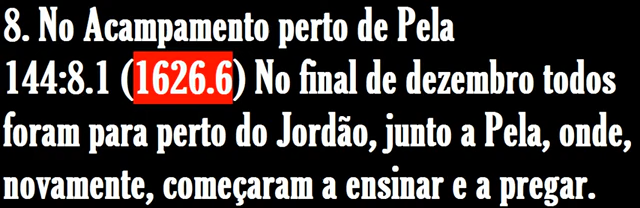 8. No Acampamento perto de Pela
144:8.1 (1626.6) No final de dezembro todos
foram para perto do Jordão, junto a Pela, onde,
novamente, começaram a ensinar e a pregar.